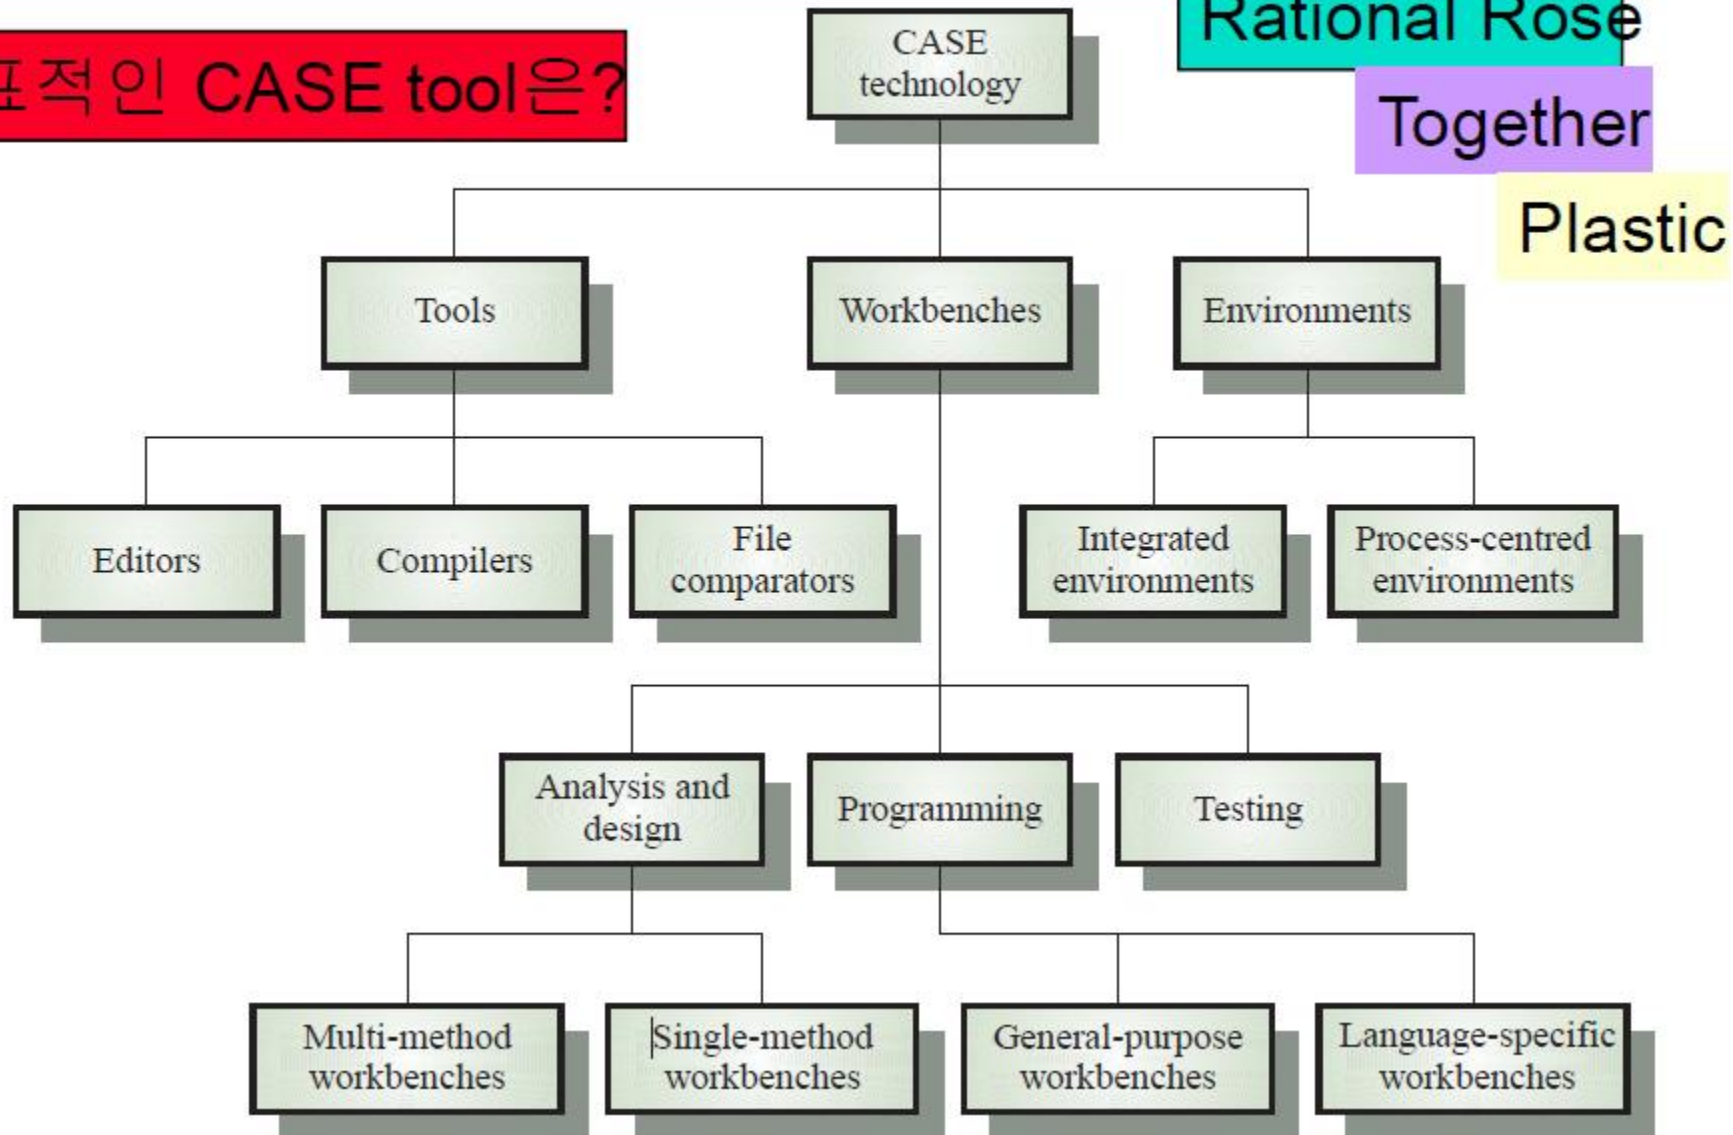 표적인 CASE tool은?
Rational Rose
Together
Plastic
CASE
technology
Tools
Workbenches
Environments
Editors
Compilers
File
comparators
Integrated
environments
Process-centred
environments
Analysis and
design
Programming
Testing
Multi-method
workbenches
Single-method
workbenches
General-purpose
workbenches
Language-specific
workbenches